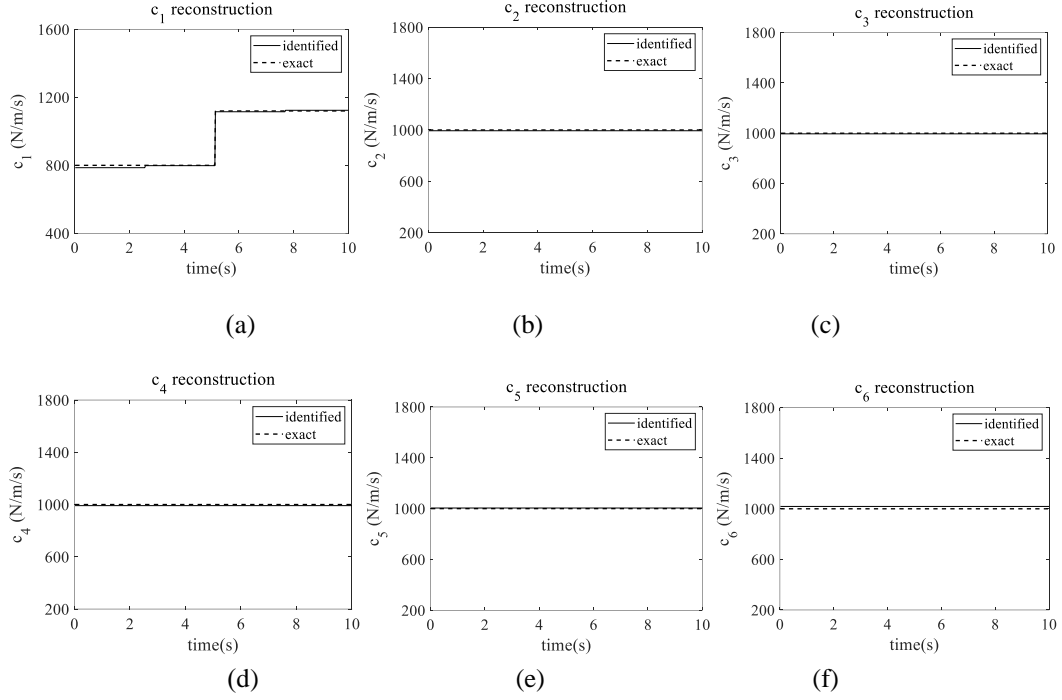 c1 reconstruction
1600
1200
800
400
c1 (N/m/s)
identified
exact
0 2 4 6 8 10
time(s)
(a)
c2 reconstruction
1800
1400
1000
600
200
c2 (N/m/s)
identified
exact
0 2 4 6 8 10
time(s)
(b)
c3 reconstruction
1800
1400
1000
600
200
c3 (N/m/s)
identified
exact
0 2 4 6 8 10
time(s)
(c)
c4 reconstruction
1800
1400
1000
600
200
c4 (N/m/s)
identified
exact
0 2 4 6 8 10
time(s)
(d)
c5 reconstruction
1800
1400
1000
600
200
c5 (N/m/s)
identified
exact
0 2 4 6 8 10
time(s)
(e)
c6 reconstruction
1800
1400
1000
600
200
c6 (N/m/s)
identified
exact
0 2 4 6 8 10
time(s)
(f)